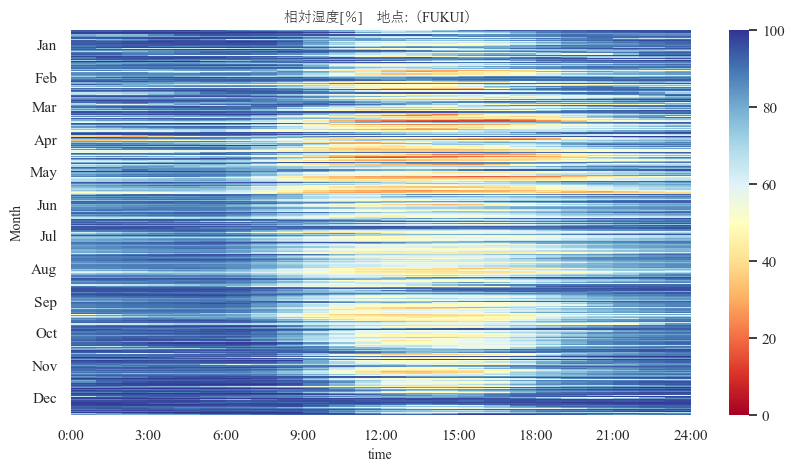 相対湿度[%] 地点:（FUKUI）
Month
Jan
Feb
Mar
Apr
May
Jun
Jul
Aug
Sep
Oct
Nov
Dec
0:00 3:00 6:00 9:00 12:00 15:00 18:00 21:00 24:00
time
100
80
60
40
20
0